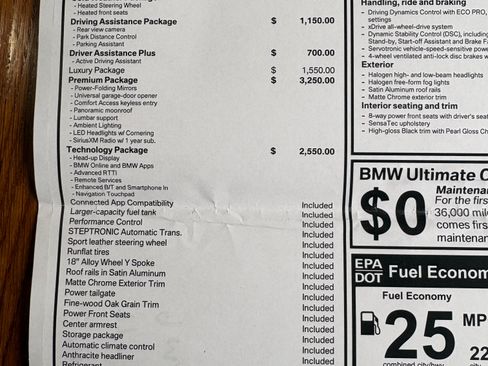 - Heated Steering Wheel
- Heated front seats
Driving Assistance Package $ 1,150.00
- Rear view camera
- Park Distance Control
- Parking Assistant
Driver Assistance Plus $ 700.00
- Active Driving Assistant
Luxury Package $ 1,550.00
Premium Package $ 3,250.00
- Power-Folding Mirrors
- Universal garage-door opener
- Comfort Access keyless entry
- Panoramic moonroof
- Lumbar support
- Ambient Lighting
- LED Headlights w/ Cornering
- SiriusXM Radio w/ 1 year sub.
Technology Package $ 2,550.00
- Head-up Display
- BMW Online and BMW Apps
- Advanced RTTI
- Remote Services
- Enhanced BT and Smartphone In
- Navigation Touchpad
Connected App Compatibility Included
Larger-capacity fuel tank Included
Performance Control Included
STEPTRONIC Automatic Trans. Included
Sport leather steering wheel Included
Runflat tires Included
18" Alloy Wheel Y Spoke Included
Roof rails in Satin Aluminum Included
Matte Chrome Exterior Trim Included
Power tailgate Included
Fine-wood Oak Grain Trim Included
Power Front Seats Included
Center armrest Included
Storage package Included
Automatic climate control Included
Anthracite headliner Included
Refrigerant
Handling, ride and braking
- Driving Dynamics Control with ECO PRO,
settings
- xDrive all-wheel-drive system
- Dynamic Stability Control (DSC), including
Stand-by, Start-off Assistant and Brake Fa
- Servotronic vehicle-speed-sensitive power
- 4-wheel ventilated anti-lock disc brakes w
Exterior
- Halogen high- and low-beam headlights
- Halogen free-form fog lights
- Satin Aluminum roof rails
- Matte Chrome exterior trim
Interior seating and trim
- 8-way power front seats with driver's seat
- SensaTec upholstery
- High-gloss Black trim with Pearl Gloss Ch
BMW Ultimate C
$0
Maintenan
For the first
36,000 mile
comes first
maintenan
EPA
DOT
Fuel Econom
Fuel Economy
25 MP
22
combined city/hwy city